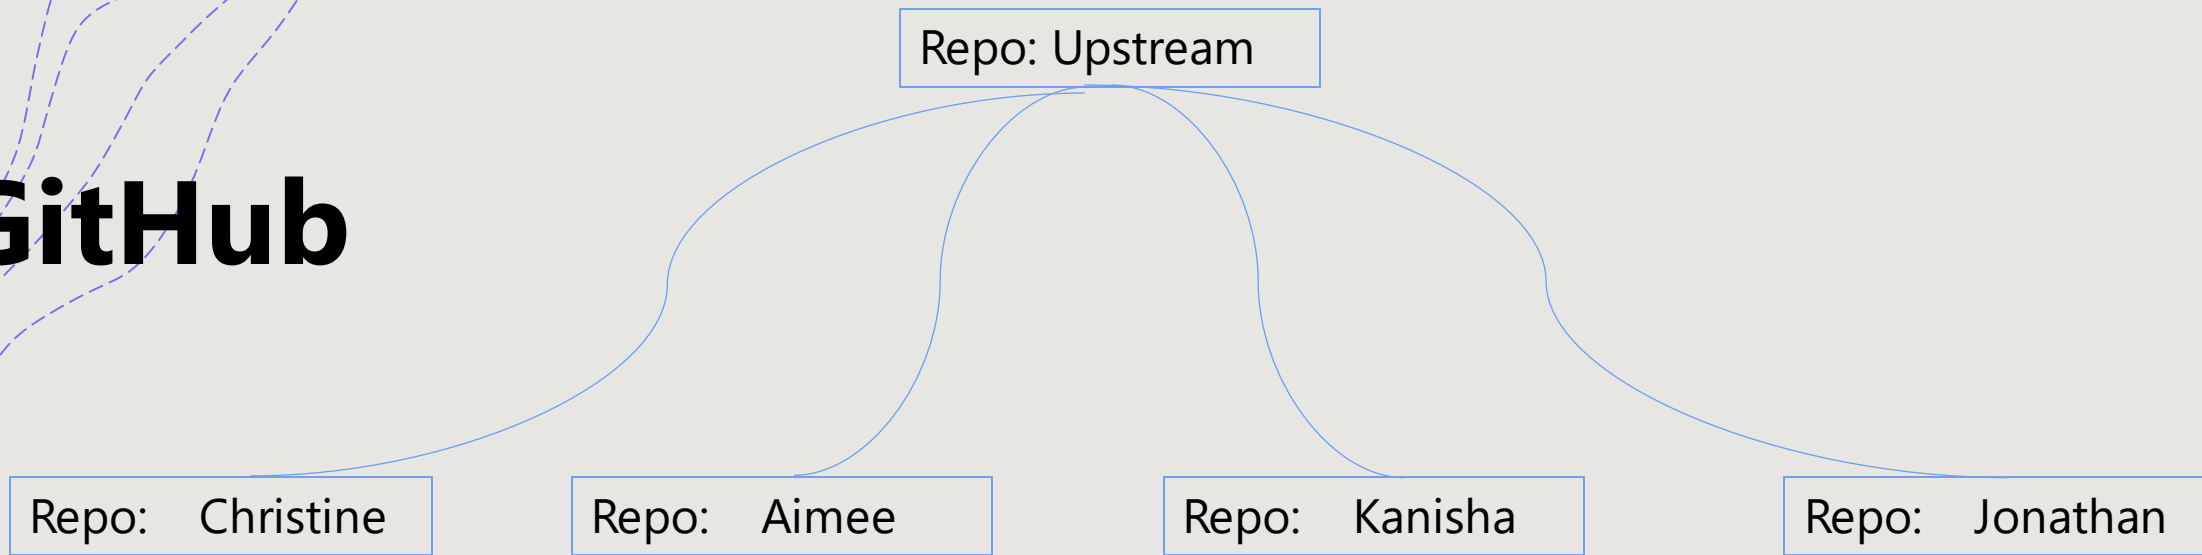 Repo: Upstream
GitHub
Repo: Christine
Repo: Aimee
Repo: Kanisha
Repo: Jonathan